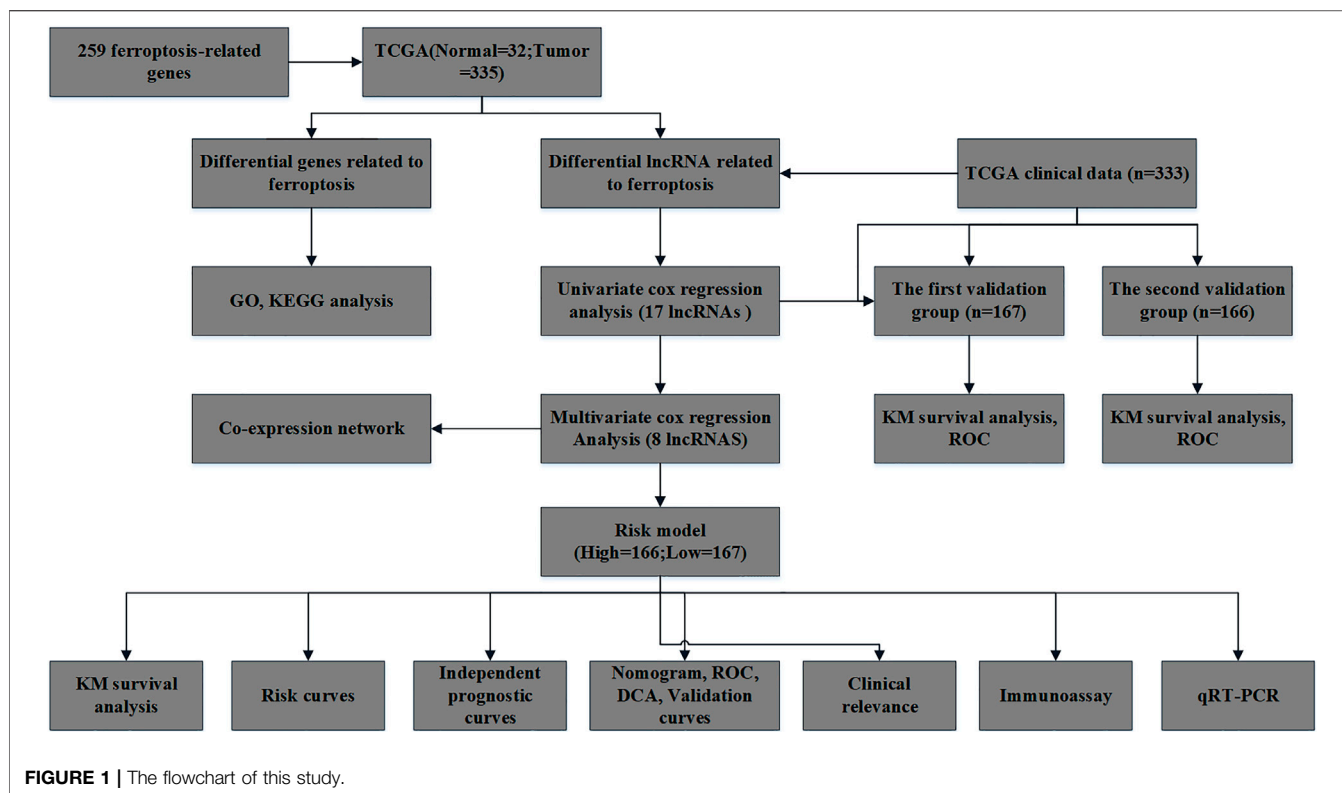 259 ferroptosis-related
genes
TCGA(Normal=32;Tumor
=335)
Differential genes related to
ferroptosis
Differential lncRNA related
to ferroptosis
TCGA clinical data (n=333)
GO, KEGG analysis
Univariate cox regression
analysis (17 lncRNAs )
The first validation
group (n=167)
The second validation
group (n=166)
Co-expression network
Multivariate cox regression
Analysis (8 lncRNAS)
KM survival analysis,
ROC
KM survival analysis,
ROC
Risk model
(High=166;Low=167)
KM survival
analysis
Risk curves
Independent
prognostic
curves
Nomogram, ROC,
DCA, Validation
curves
Clinical
relevance
Immunoassay
qRT-PCR
FIGURE 1 | The flowchart of this study.